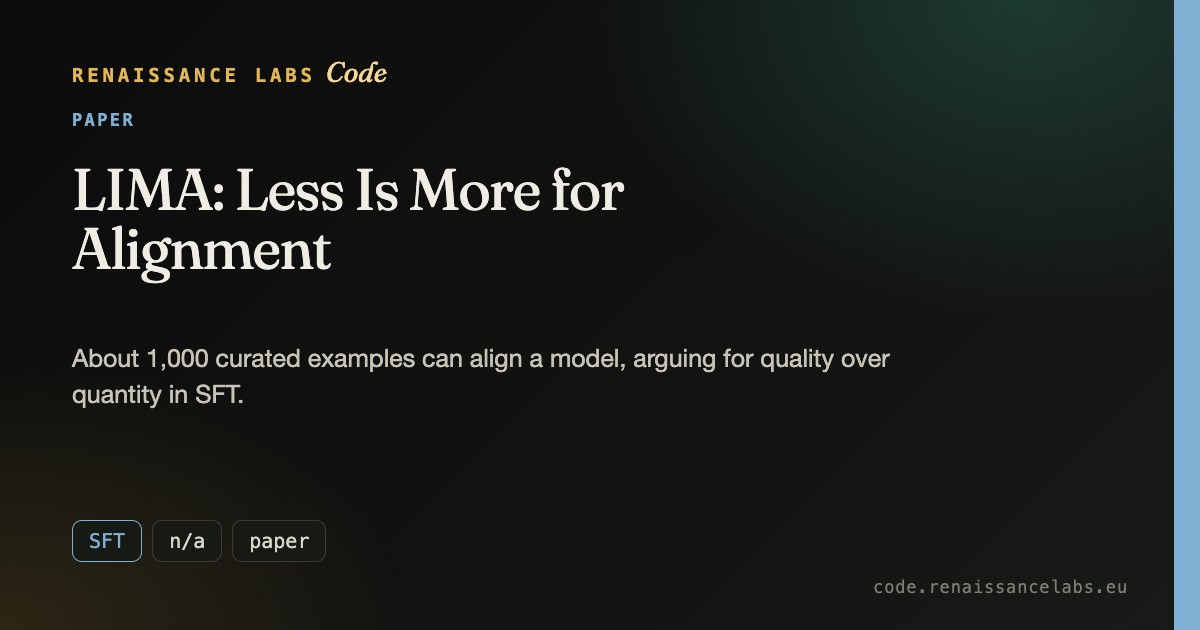 RENAISSANCE LABS Code
PAPER
LIMA: Less Is More for
Alignment
About 1,000 curated examples can align a model, arguing for quality over
quantity in SFT.
SFT n/a paper
code.renaissancelabs.eu